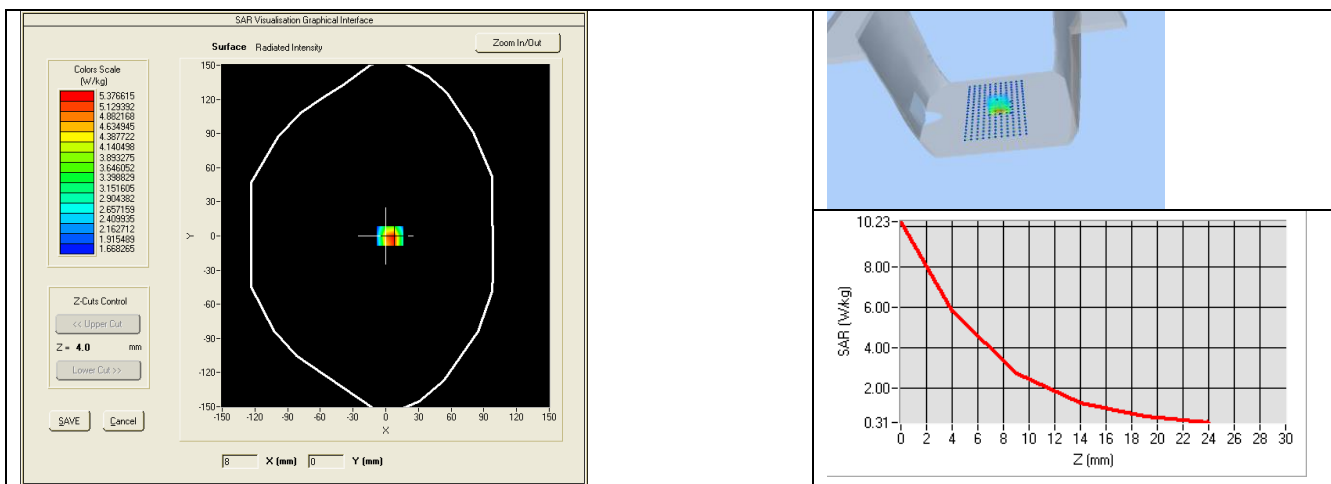 SAR Visualisation Graphical Interface
Surface Radiated Intensity
Zoom In/Out
Colors Scale
(W/kg)
5.376615
5.129392
4.882168
4.634945
4.387722
4.140498
3.893275
3.646052
3.398829
3.151605
2.904382
2.657159
2.409935
2.162712
1.915489
1.668265
Z-Cuts Control
<< Upper Cut
Z = 4.0 mm
Lower Cut >>
SAVE Cancel
150
120
90
60
30
0
-30
-60
-90
-120
-150
Y
-150 -120 -90 -60 -30 0 30 60 90 120 150
X
8 X (mm) 0 Y (mm)
10.23
8.00
6.00
4.00
2.00
0.31
SAR (W/kg)
0 2 4 6 8 10 12 14 16 18 20 22 24 26 28 30
Z (mm)